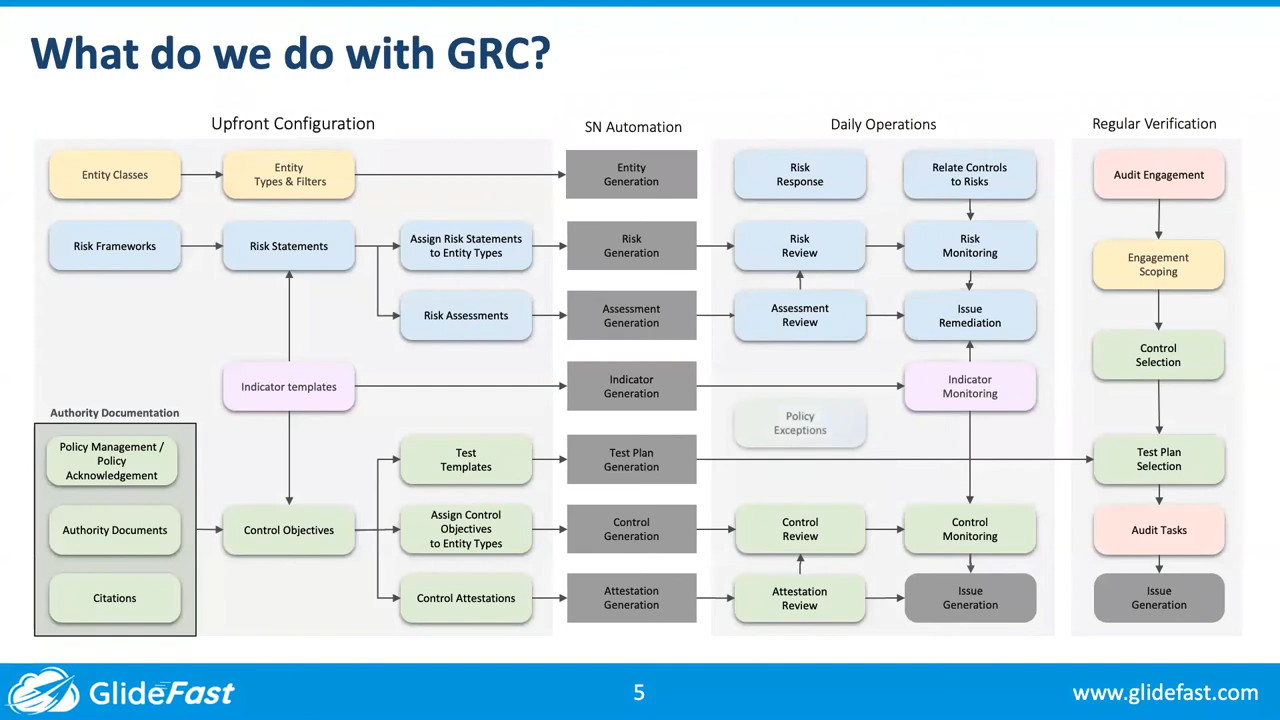 What do we do with GRC?
Upfront Configuration
SN Automation
Daily Operations
Regular Verification
Entity Classes
Entity
Types & Filters
Entity
Generation
Risk
Response
Relate Controls
to Risks
Audit Engagement
Risk Frameworks
Risk Statements
Assign Risk Statements
to Entity Types
Risk
Generation
Risk
Review
Risk
Monitoring
Engagement
Scoping
Risk Assessments
Assessment
Generation
Assessment
Review
Issue
Remediation
Control
Selection
Indicator templates
Indicator
Generation
Indicator
Monitoring
Authority Documentation
Policy
Exceptions
Policy Management /
Policy
Acknowledgement
Test
Templates
Test Plan
Generation
Test Plan
Selection
Authority Documents
Control Objectives
Assign Control
Objectives
to Entity Types
Control
Generation
Control
Review
Control
Monitoring
Audit Tasks
Citations
Control Attestations
Attestation
Generation
Attestation
Review
Issue
Generation
Issue
Generation
GlideFast
5
www.glidefast.com